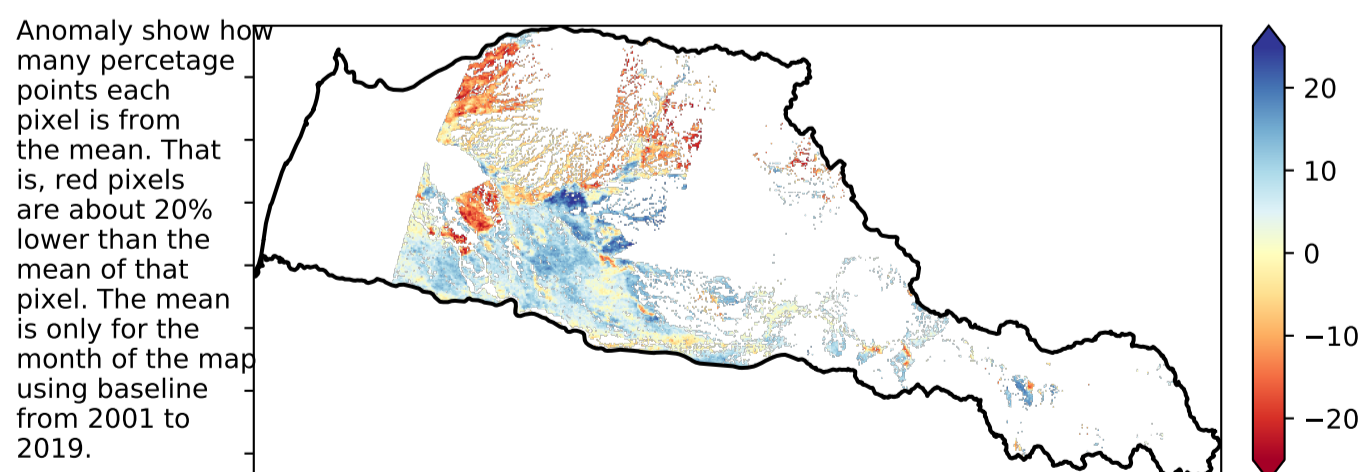 Anomaly show how
many percetage
points each
pixel is from
the mean. That
is, red pixels
are about 20%
lower than the
mean of that
pixel. The mean
is only for the
month of the map
using baseline
from 2001 to
2019.
20
10
0
−10
−20